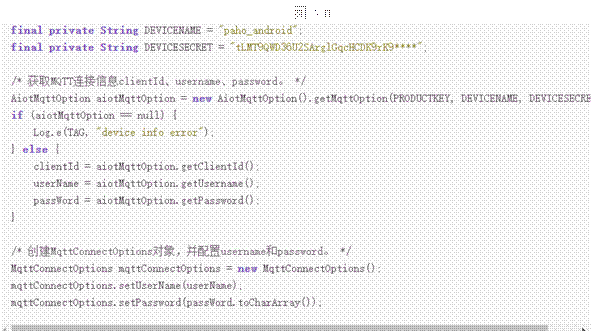 final private String DEVICENAME = "paho_android";
final private String DEVICESECRET = "tLMT9QWD36U2SArglGqcHCDK9rK9****";
/* 获取MQTT连接信息clientId、username、password。 */
AiotMqttOption aiotMqttOption = new AiotMqttOption().getMqttOption(PRODUCTKEY, DEVICENAME, DEVICESECRE
if (aiotMqttOption == null) {
Log.e(TAG, "device info error");
} else {
clientId = aiotMqttOption.getClientId();
userName = aiotMqttOption.getUsername();
passWord = aiotMqttOption.getPassword();
}
/* 创建MqttConnectOptions对象，并配置username和password。 */
MqttConnectOptions mqttConnectOptions = new MqttConnectOptions();
mqttConnectOptions.setUserName(userName);
mqttConnectOptions.setPassword(passWord.toCharArray());